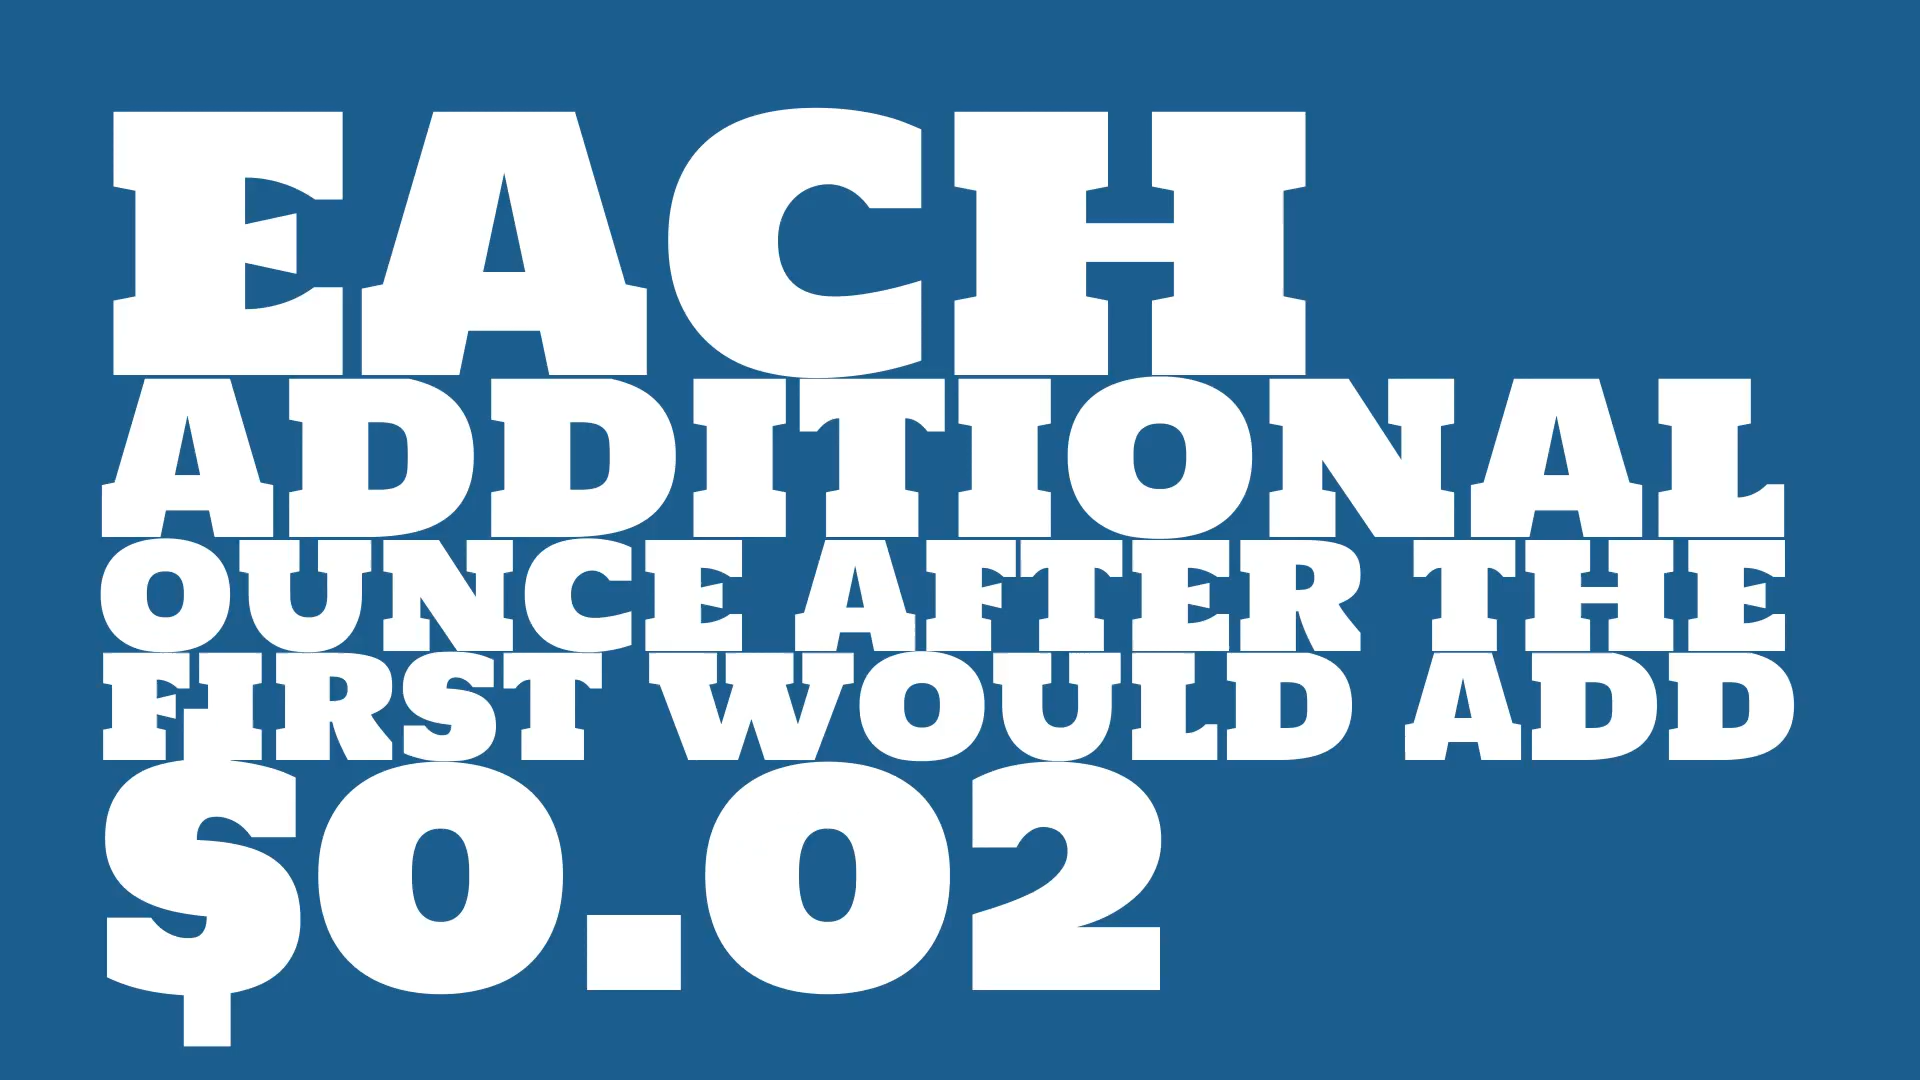 EACH
ADDITIONAL
OUNCE AFTER THE
FIRST WOULD ADD
$0.02